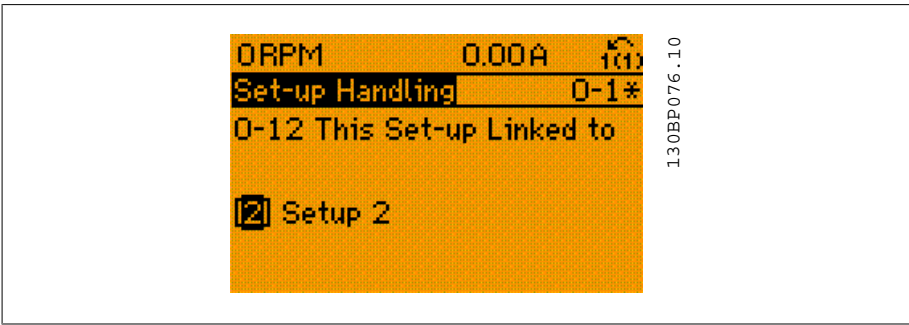 0RPM 0.00A 1(1)
Set-up Handling 0-1*
0-12 This Set-up Linked to
[2] Setup 2
130BP076.10